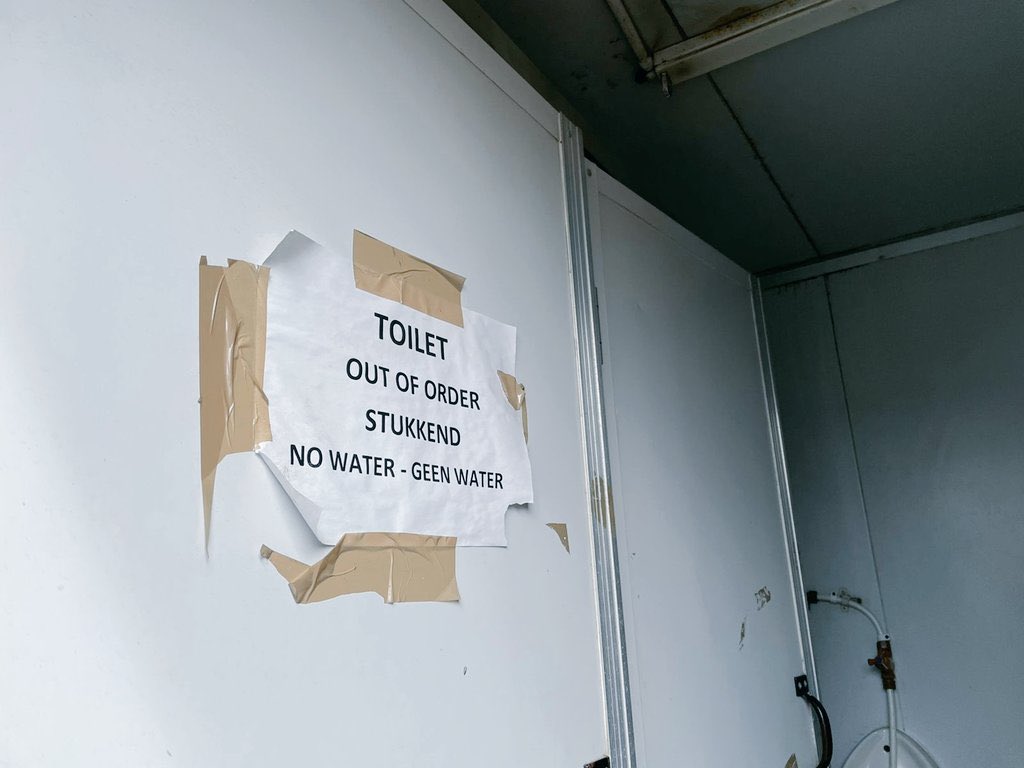 TOILET
OUT OF ORDER
STUKKEND
NO WATER - GEEN WATER